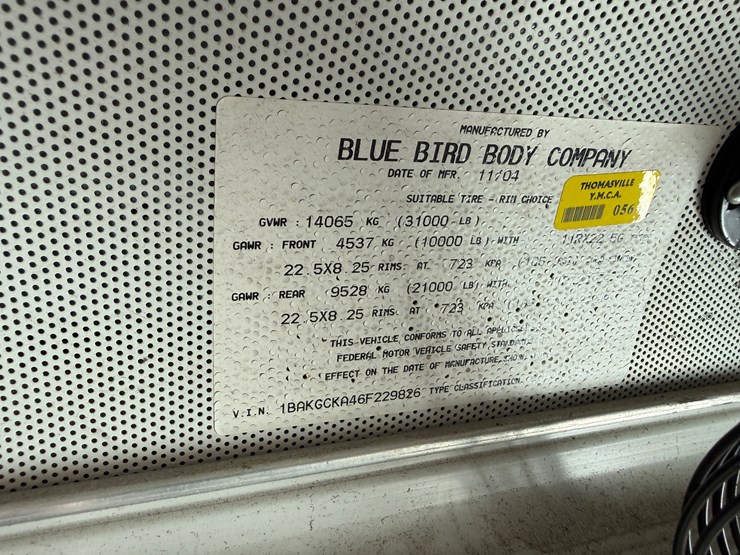 MANUFACTURED BY
BLUE BIRD BODY COMPANY
DATE OF MFR. 11/04
SUITABLE TIRE - RIM CHOICE
THOMASVILLE
Y.M.C.A.
056
GVWR : 14065 KG (31000 LB)
GAWR : FRONT 4537 KG (10000 LB) WITH
22.5X8.25 RIMS AT 723 KPA
GAWR : REAR 9528 KG (21000 LB) WITH
22.5X8.25 RIMS AT 723 KPA
THIS VEHICLE CONFORMS TO ALL
FEDERAL MOTOR VEHICLE SAFETY
EFFECT ON THE DATE OF MANUFACTURE
V.I.N. 1BAKGCKA46F229826 TYPE CLASSIFICATION